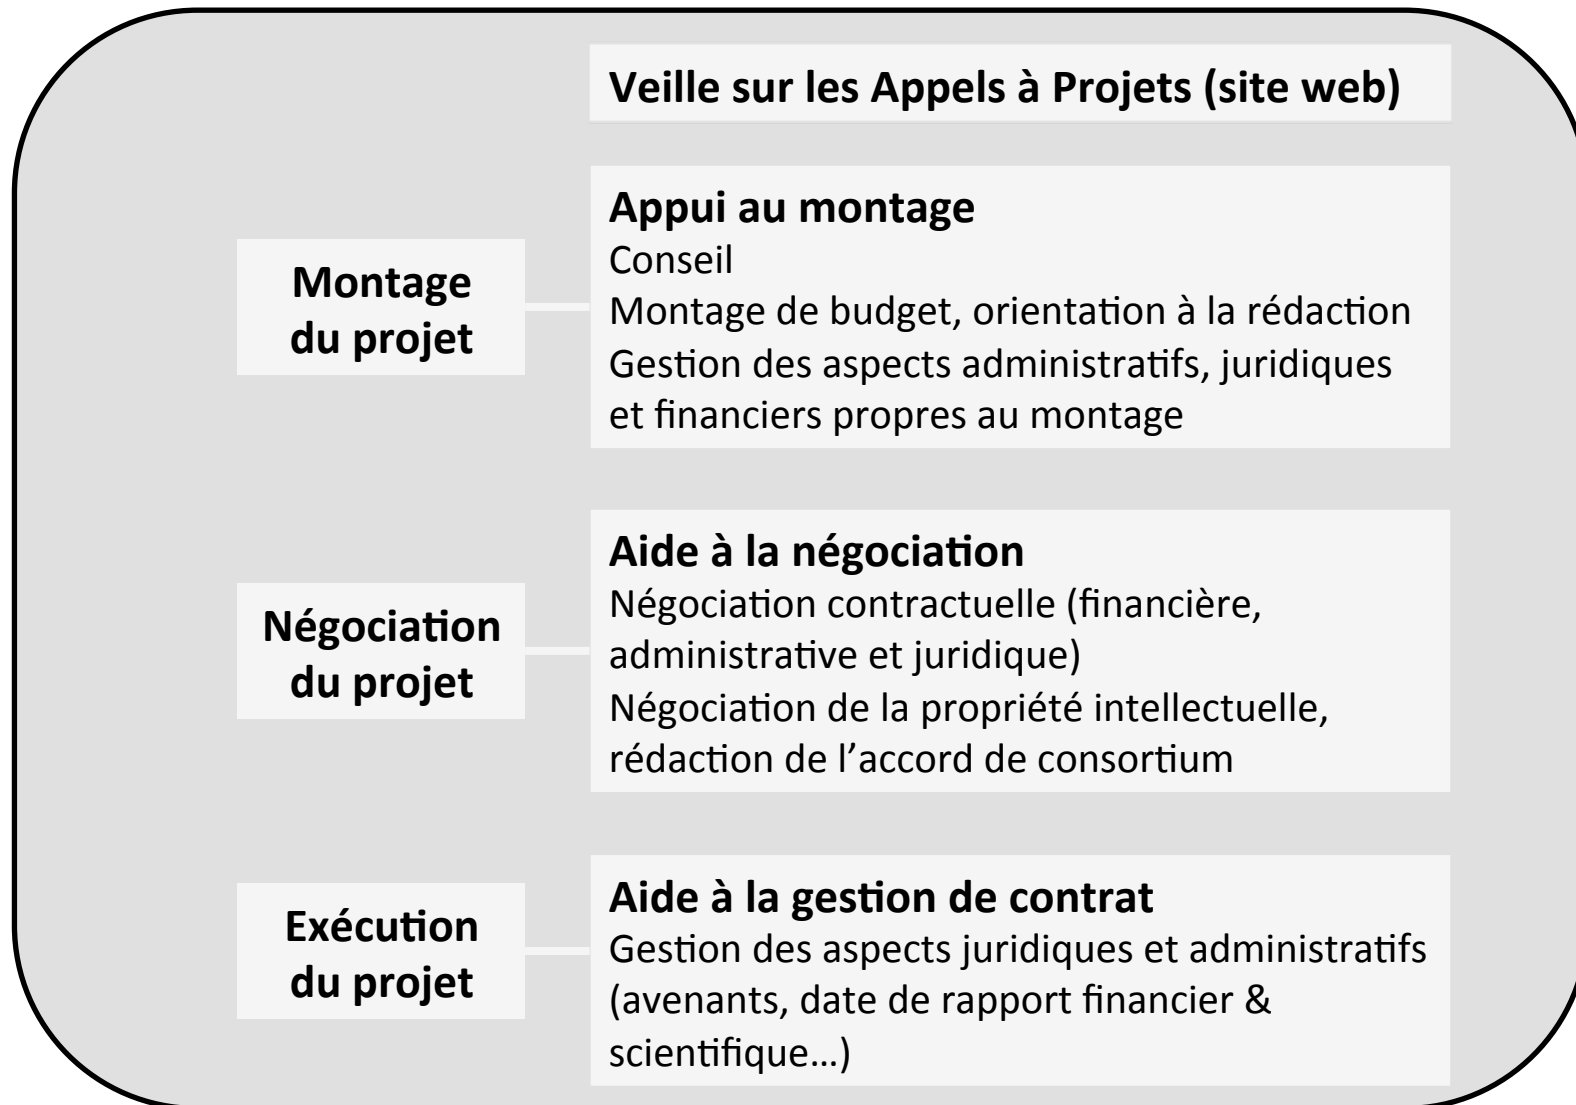 Veille sur les Appels à Projets (site web)
Montage
du projet
Appui au montage
Conseil
Montage de budget, orientation à la rédaction
Gestion des aspects administratifs, juridiques
et financiers propres au montage
Négociation
du projet
Aide à la négociation
Négociation contractuelle (financière,
administrative et juridique)
Négociation de la propriété intellectuelle,
rédaction de l’accord de consortium
Exécution
du projet
Aide à la gestion de contrat
Gestion des aspects juridiques et administratifs
(avenants, date de rapport financier &
scientifique…)